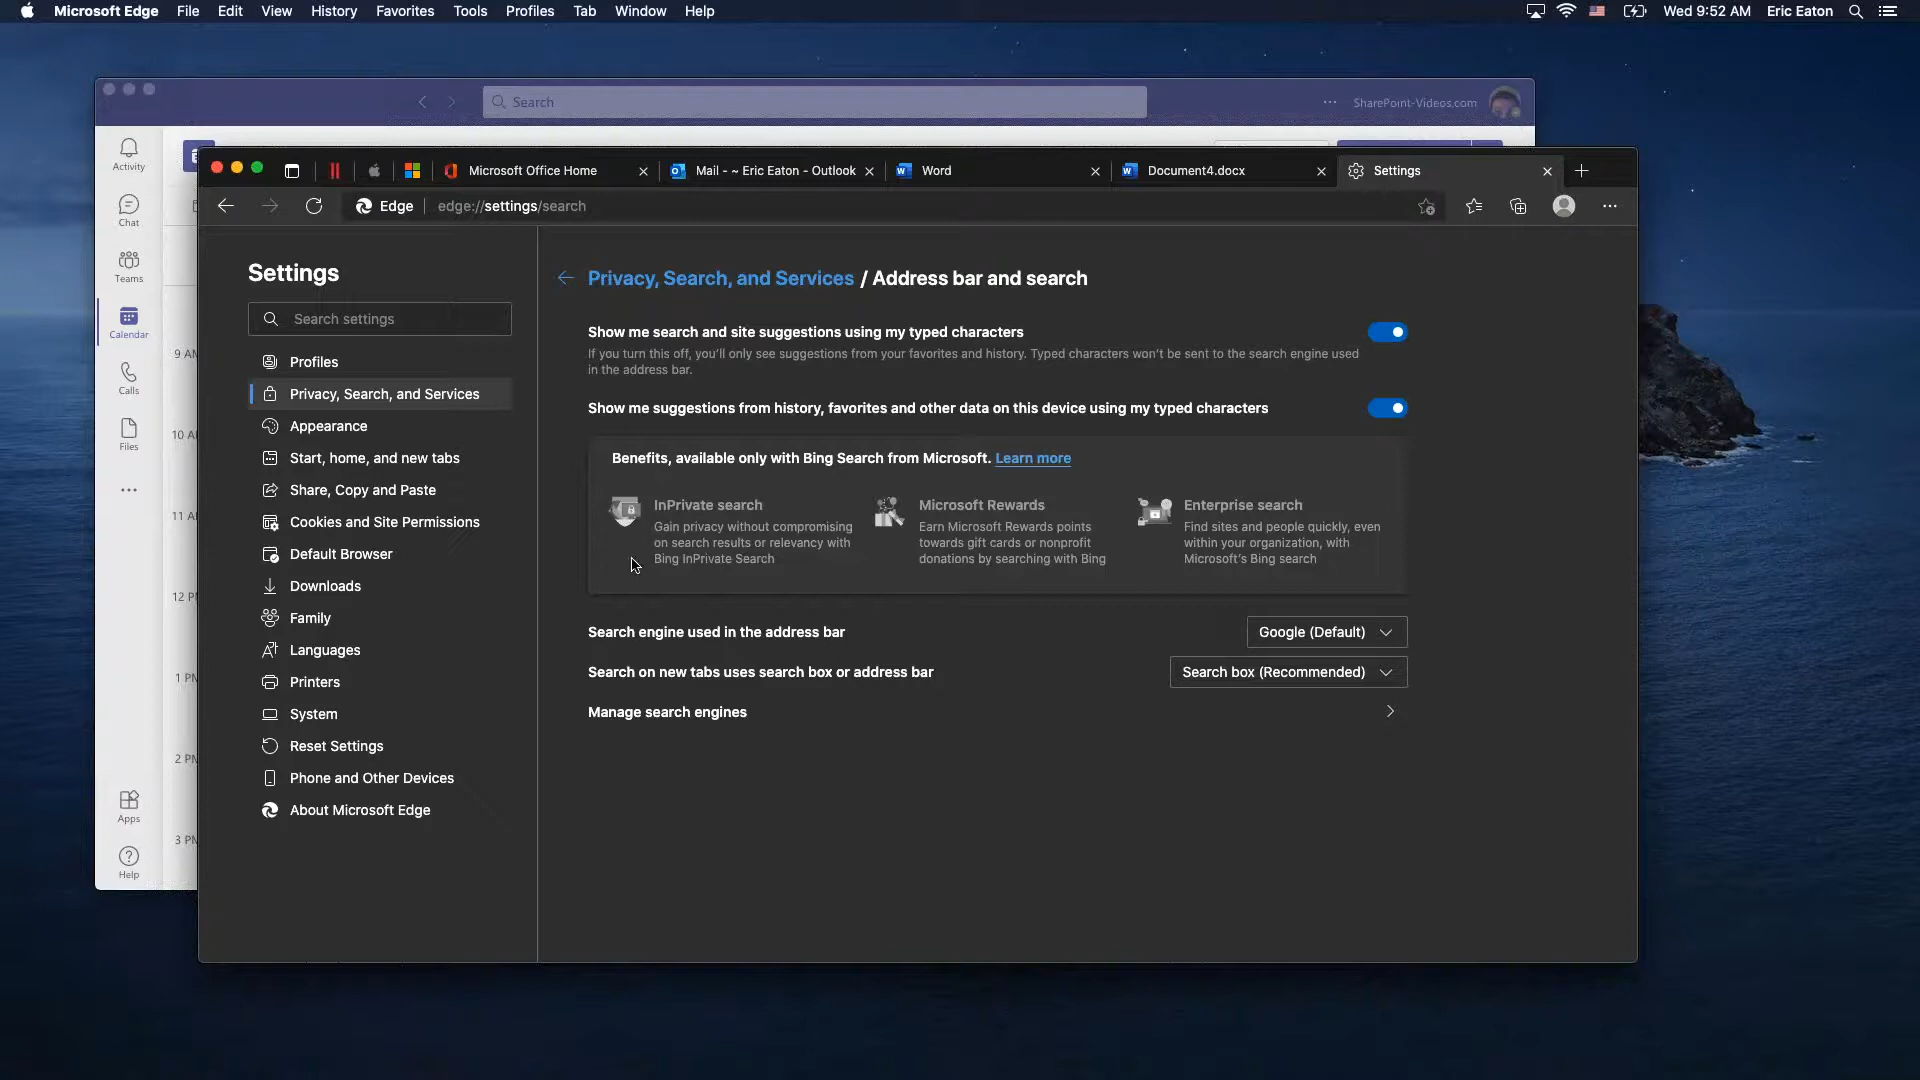 Microsoft Edge File Edit View History Favorites Tools Profiles Tab Window Help
Wed 9:52 AM Eric Eaton
Search
SharePoint-Videos.com
Activity
Chat
Teams
Calendar
Calls
Files
Apps
Help
9 AM
10 A
11 A
12 P
1 PM
2 PM
3 PM
Microsoft Office Home
Mail - ~ Eric Eaton - Outlook
Word
Document4.docx
Settings
Edge
edge://settings/search
Settings
Search settings
Profiles
Privacy, Search, and Services
Appearance
Start, home, and new tabs
Share, Copy and Paste
Cookies and Site Permissions
Default Browser
Downloads
Family
Languages
Printers
System
Reset Settings
Phone and Other Devices
About Microsoft Edge
Privacy, Search, and Services / Address bar and search
Show me search and site suggestions using my typed characters
If you turn this off, you'll only see suggestions from your favorites and history. Typed characters won't be sent to the search engine used
in the address bar.
Show me suggestions from history, favorites and other data on this device using my typed characters
Benefits, available only with Bing Search from Microsoft. Learn more
InPrivate search
Gain privacy without compromising
on search results or relevancy with
Bing InPrivate Search
Microsoft Rewards
Earn Microsoft Rewards points
towards gift cards or nonprofit
donations by searching with Bing
Enterprise search
Find sites and people quickly, even
within your organization, with
Microsoft's Bing search
Search engine used in the address bar
Google (Default)
Search on new tabs uses search box or address bar
Search box (Recommended)
Manage search engines